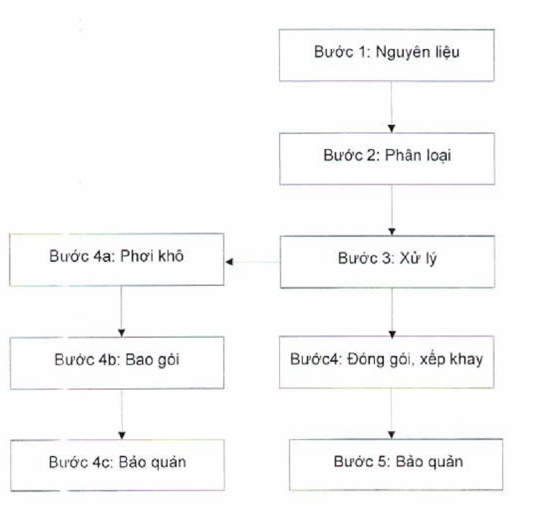 Bước 1: Nguyên liệu
Bước 2: Phân loại
Bước 3: Xử lý
Bước 4a: Phơi khô
Bước 4b: Bao gói
Bước 4c: Bảo quản
Bước4: Đóng gói, xếp khay
Bước 5: Bảo quản